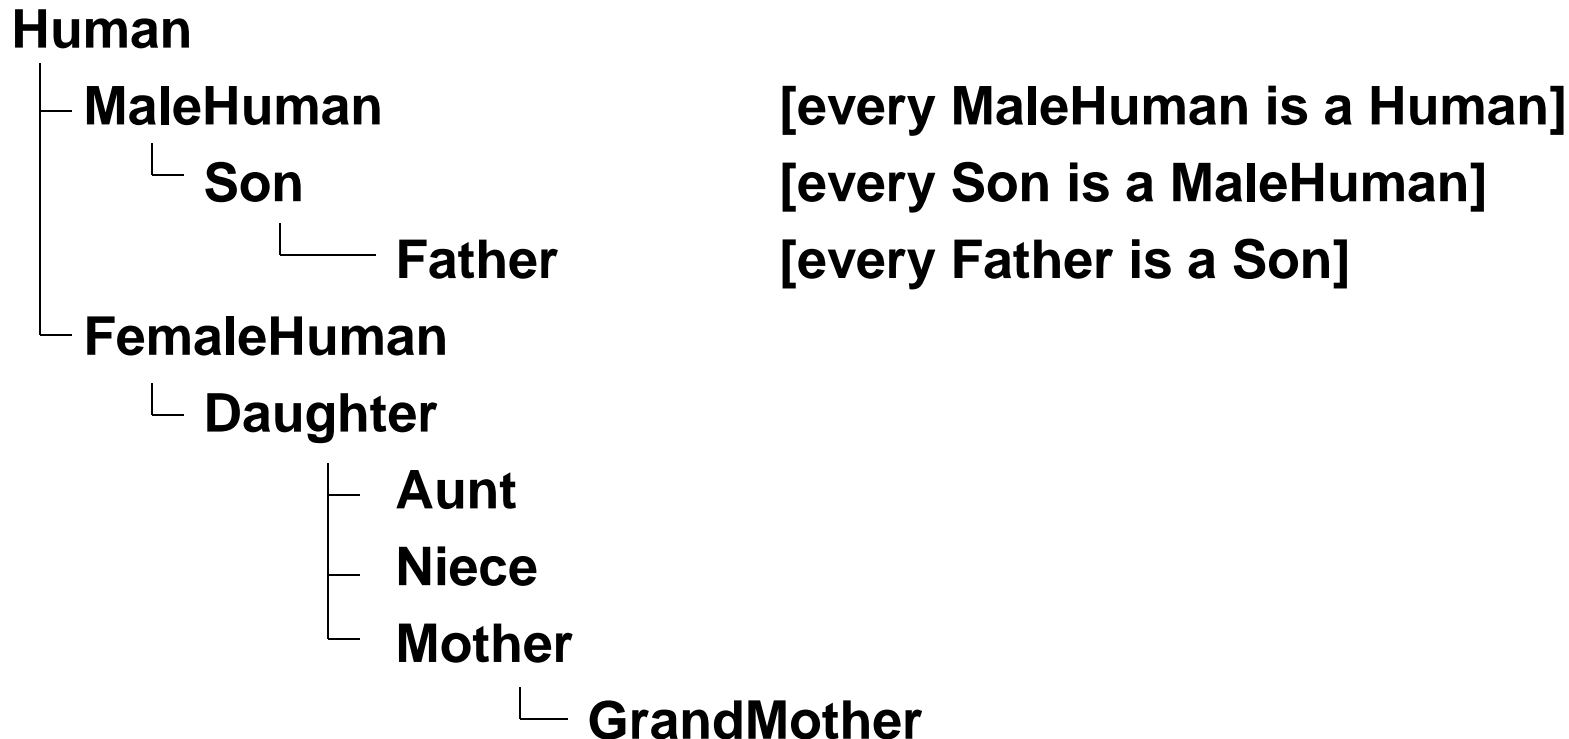 Human
MaleHuman [every MaleHuman is a Human]
Son [every Son is a MaleHuman]
Father [every Father is a Son]
FemaleHuman
Daughter
Aunt
Niece
Mother
GrandMother